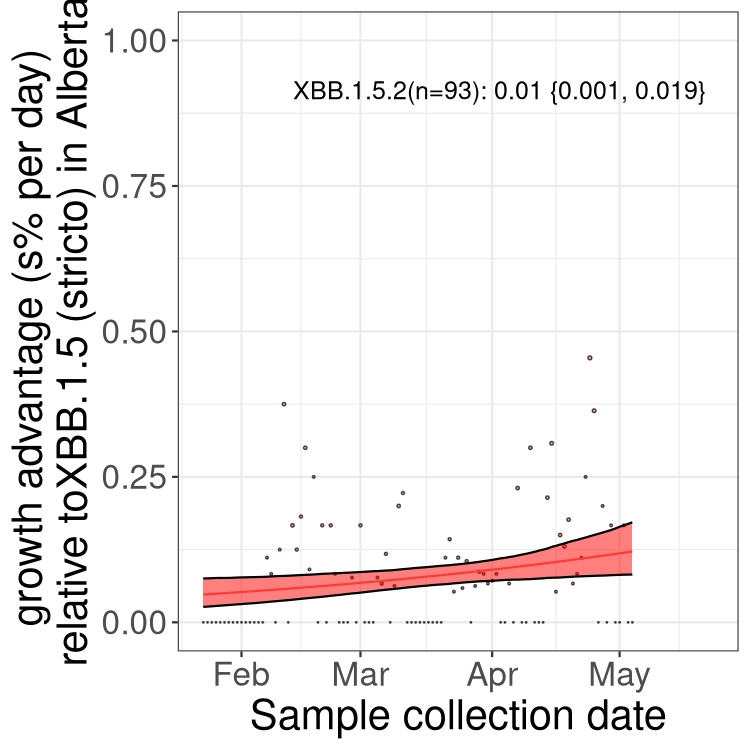 growth advantage (s% per day)
relative toXBB.1.5 (stricto) in Alberta
1.00
0.75
0.50
0.25
0.00
XBB.1.5.2(n=93): 0.01 {0.001, 0.019}
Feb Mar Apr May
Sample collection date